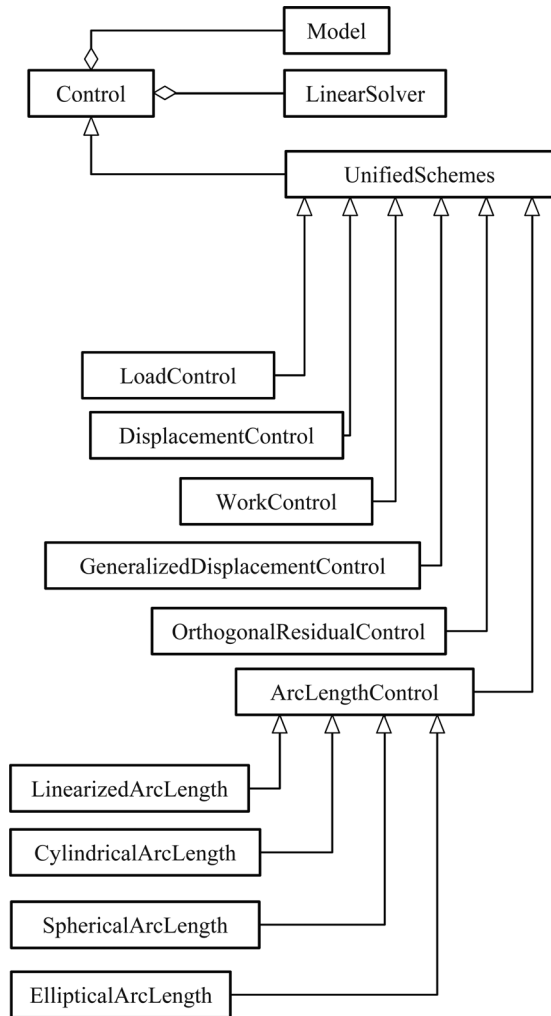 Model
Control
LinearSolver
UnifiedSchemes
LoadControl
DisplacementControl
WorkControl
GeneralizedDisplacementControl
OrthogonalResidualControl
ArcLengthControl
LinearizedArcLength
CylindricalArcLength
SphericalArcLength
EllipticalArcLength